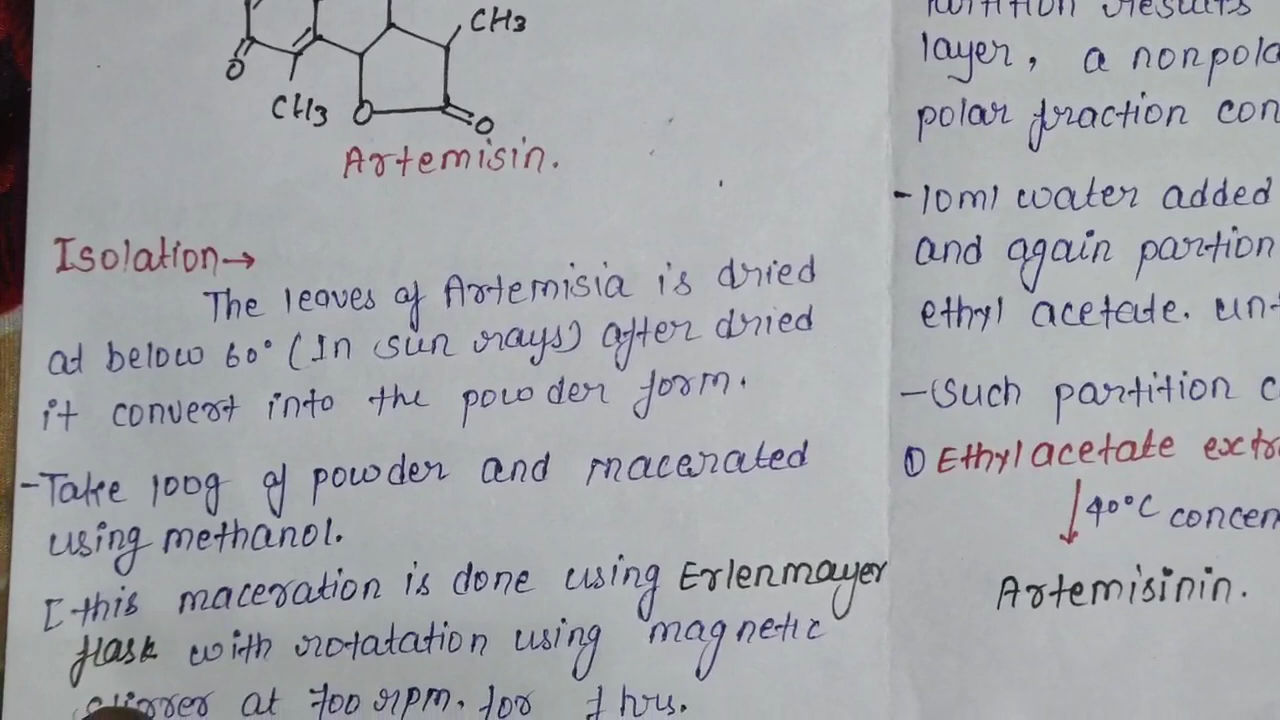 CH3
O
CH3
O
O
Artemisin.
Isolation→
The leaves of Artemisia is dried
at below 60° (In sun rays) after dried
it convert into the powder form.
-Take 100g of powder and macerated
using methanol.
[this maceration is done using Erlenmayer
flask with rotatation using magnetic
stirrer at 700 rpm. for hrs.
results
layer, a nonpola
polar fraction con
-10ml water added
and again partion
ethyl acetate. un
-Such partition c
① Ethylacetate extr
↓40°C concen
Artemisinin.